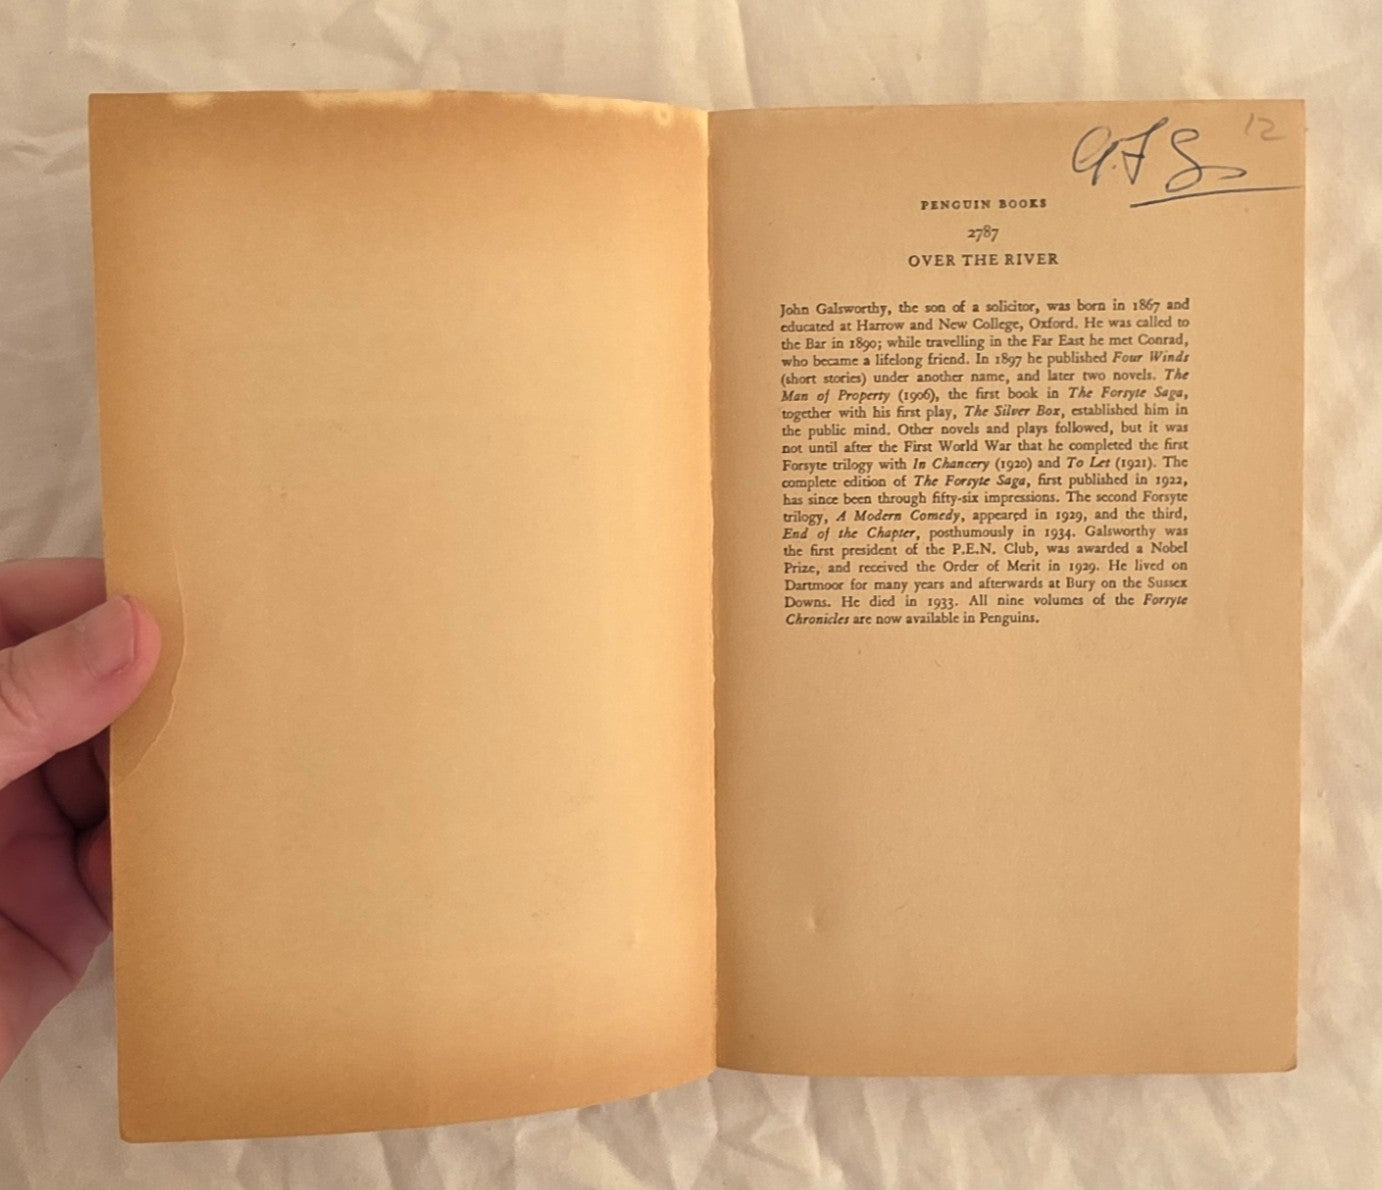 12
PENGUIN BOOKS
2787
OVER THE RIVER
John Galsworthy, the son of a solicitor, was born in 1867 and
educated at Harrow and New College, Oxford. He was called to
the Bar in 1890; while travelling in the Far East he met Conrad,
who became a lifelong friend. In 1897 he published Four Winds
(short stories) under another name, and later two novels. The
Man of Property (1906), the first book in The Forsyte Saga,
together with his first play, The Silver Box, established him in
the public mind. Other novels and plays followed, but it was
not until after the First World War that he completed the first
Forsyte trilogy with In Chancery (1920) and To Let (1921). The
complete edition of The Forsyte Saga, first published in 1922,
has since been through fifty-six impressions. The second Forsyte
trilogy, A Modern Comedy, appeared in 1929, and the third,
End of the Chapter, posthumously in 1934. Galsworthy was
the first president of the P.E.N. Club, was awarded a Nobel
Prize, and received the Order of Merit in 1929. He lived on
Dartmoor for many years and afterwards at Bury on the Sussex
Downs. He died in 1933. All nine volumes of the Forsyte
Chronicles are now available in Penguins.